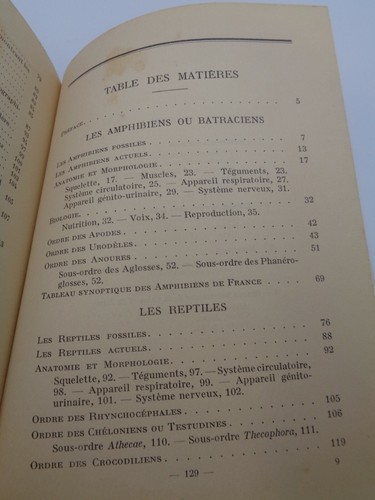 TABLE DES MATIÈRES
Préface. 5
LES AMPHIBIENS OU BATRACIENS
Les Amphibiens fossiles 7
Les Amphibiens actuels. 13
Anatomie et Morphologie 17
Squelette, 17. — Muscles, 23. — Téguments, 23.
Système circulatoire, 25. — Appareil respiratoire, 27.
Appareil génito-urinaire, 29. — Système nerveux, 31.
Biologie. 32
Nutrition, 32. — Voix, 34. — Reproduction, 35.
Ordre des Apodes 42
Ordre des Urodèles 43
Ordre des Anoures 51
Sous-ordre des Aglosses, 52. — Sous-ordre des Phanéro-
glosses, 52.
Tableau synoptique des Amphibiens de France 69
LES REPTILES
Les Reptiles fossiles. 76
Les Reptiles actuels. 88
Anatomie et Morphologie 92
Squelette, 92. — Téguments, 97. — Système circulatoire,
98. — Appareil respiratoire, 99. — Appareil génito-
urinaire, 101. — Système nerveux, 102.
Ordre des Rhynchocéphales 105
Ordre des Chéloniens ou Testudines 106
Sous-ordre Athecae, 110. — Sous-ordre Thecophora, 111.
Ordre des Crocodiliens 119
— 129 — 9